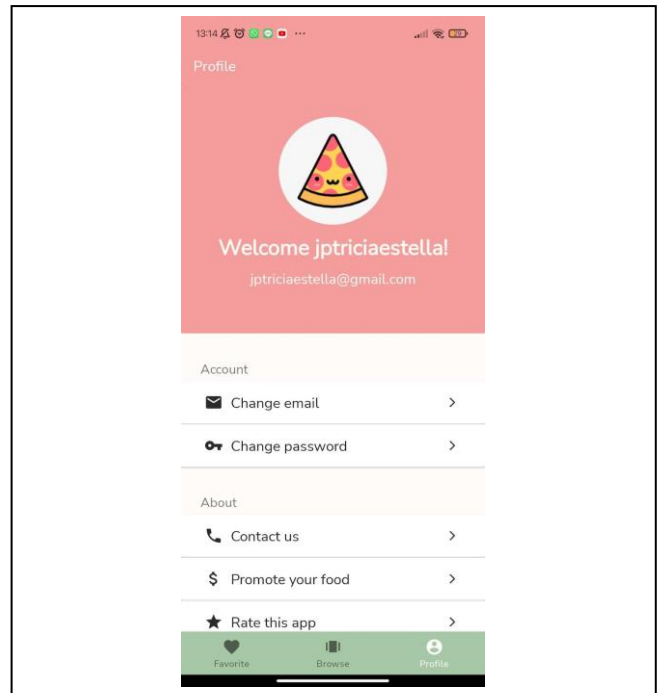 13:14
Profile
Welcome jptriciaestella!
jptriciaestella@gmail.com
Account
Change email
Change password
About
Contact us
$ Promote your food
Rate this app
Favorite Browse Profile